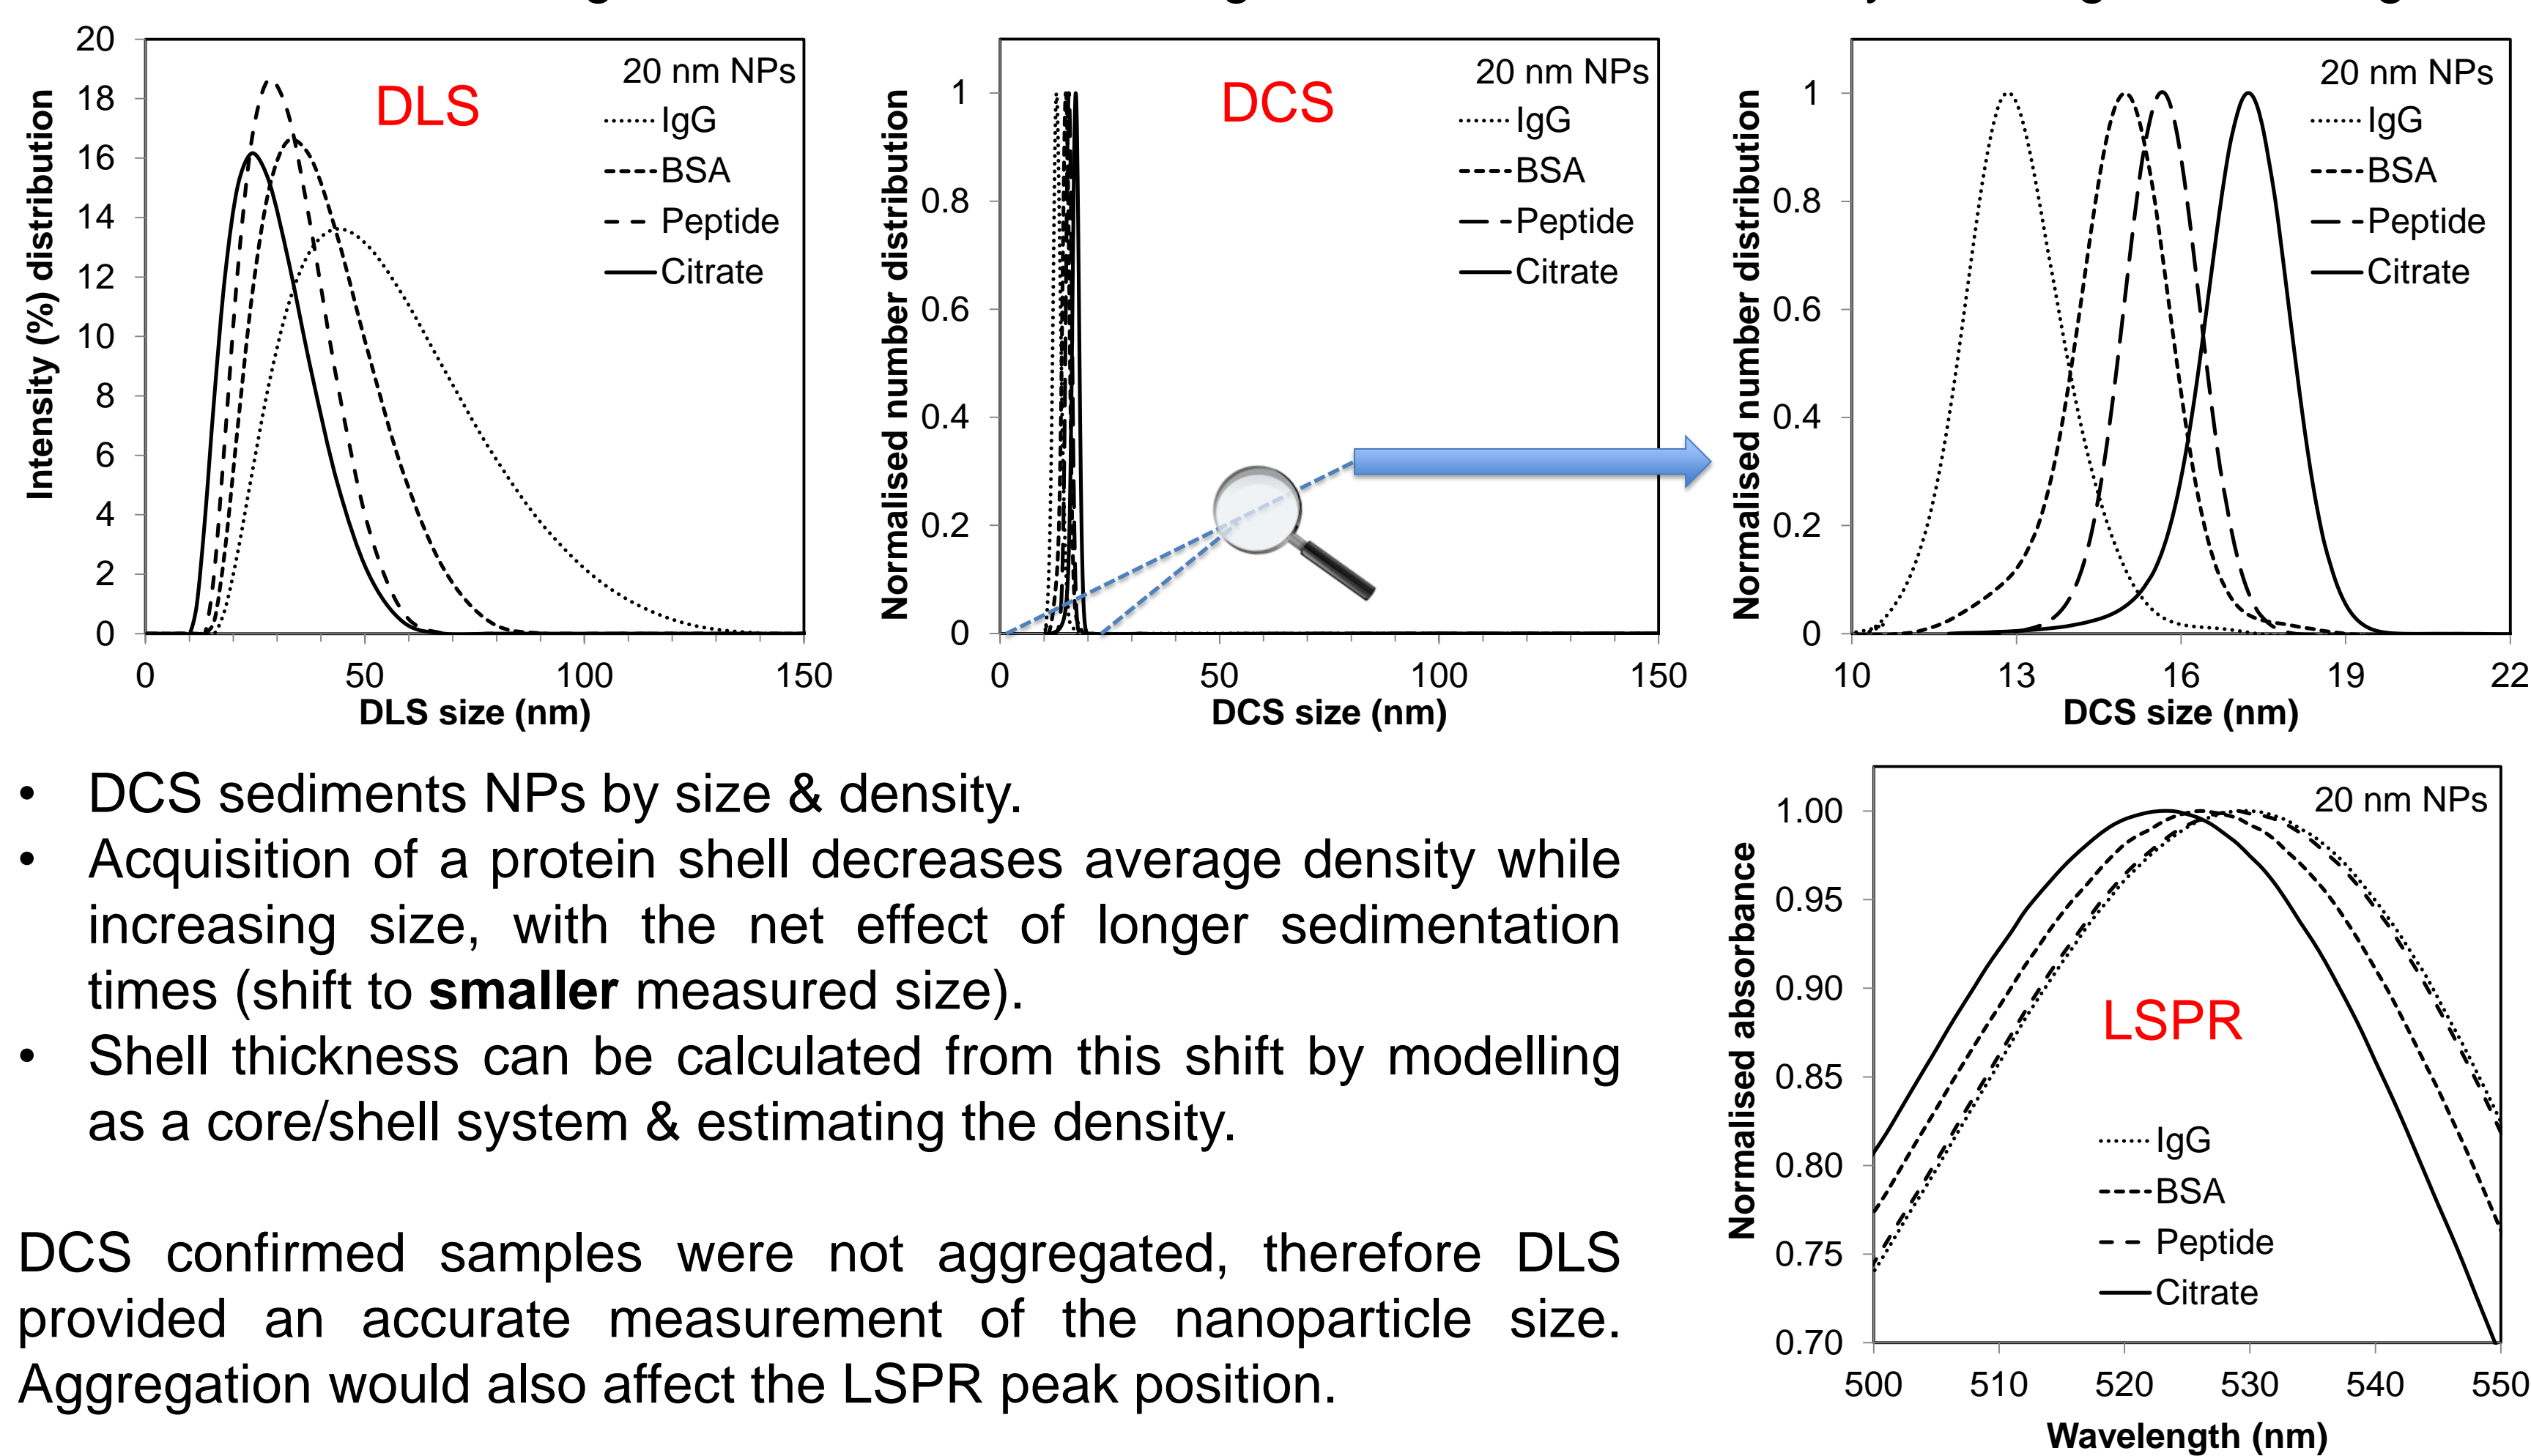 20 nm NPs
DLS
IgG
BSA
Peptide
Citrate
20
18
16
14
12
10
8
6
4
2
0
Intensity (%) distribution
0 50 100 150
DLS size (nm)
20 nm NPs
DCS
IgG
BSA
Peptide
Citrate
1
0.8
0.6
0.4
0.2
0
Normalised number distribution
0 50 100 150
DCS size (nm)
20 nm NPs
IgG
BSA
Peptide
Citrate
1
0.8
0.6
0.4
0.2
0
Normalised number distribution
10 13 16 19 22
DCS size (nm)
• DCS sediments NPs by size & density.
• Acquisition of a protein shell decreases average density while
increasing size, with the net effect of longer sedimentation
times (shift to smaller measured size).
• Shell thickness can be calculated from this shift by modelling
as a core/shell system & estimating the density.
DCS confirmed samples were not aggregated, therefore DLS
provided an accurate measurement of the nanoparticle size.
Aggregation would also affect the LSPR peak position.
20 nm NPs
LSPR
IgG
BSA
Peptide
Citrate
1.00
0.95
0.90
0.85
0.80
0.75
0.70
Normalised absorbance
500 510 520 530 540 550
Wavelength (nm)